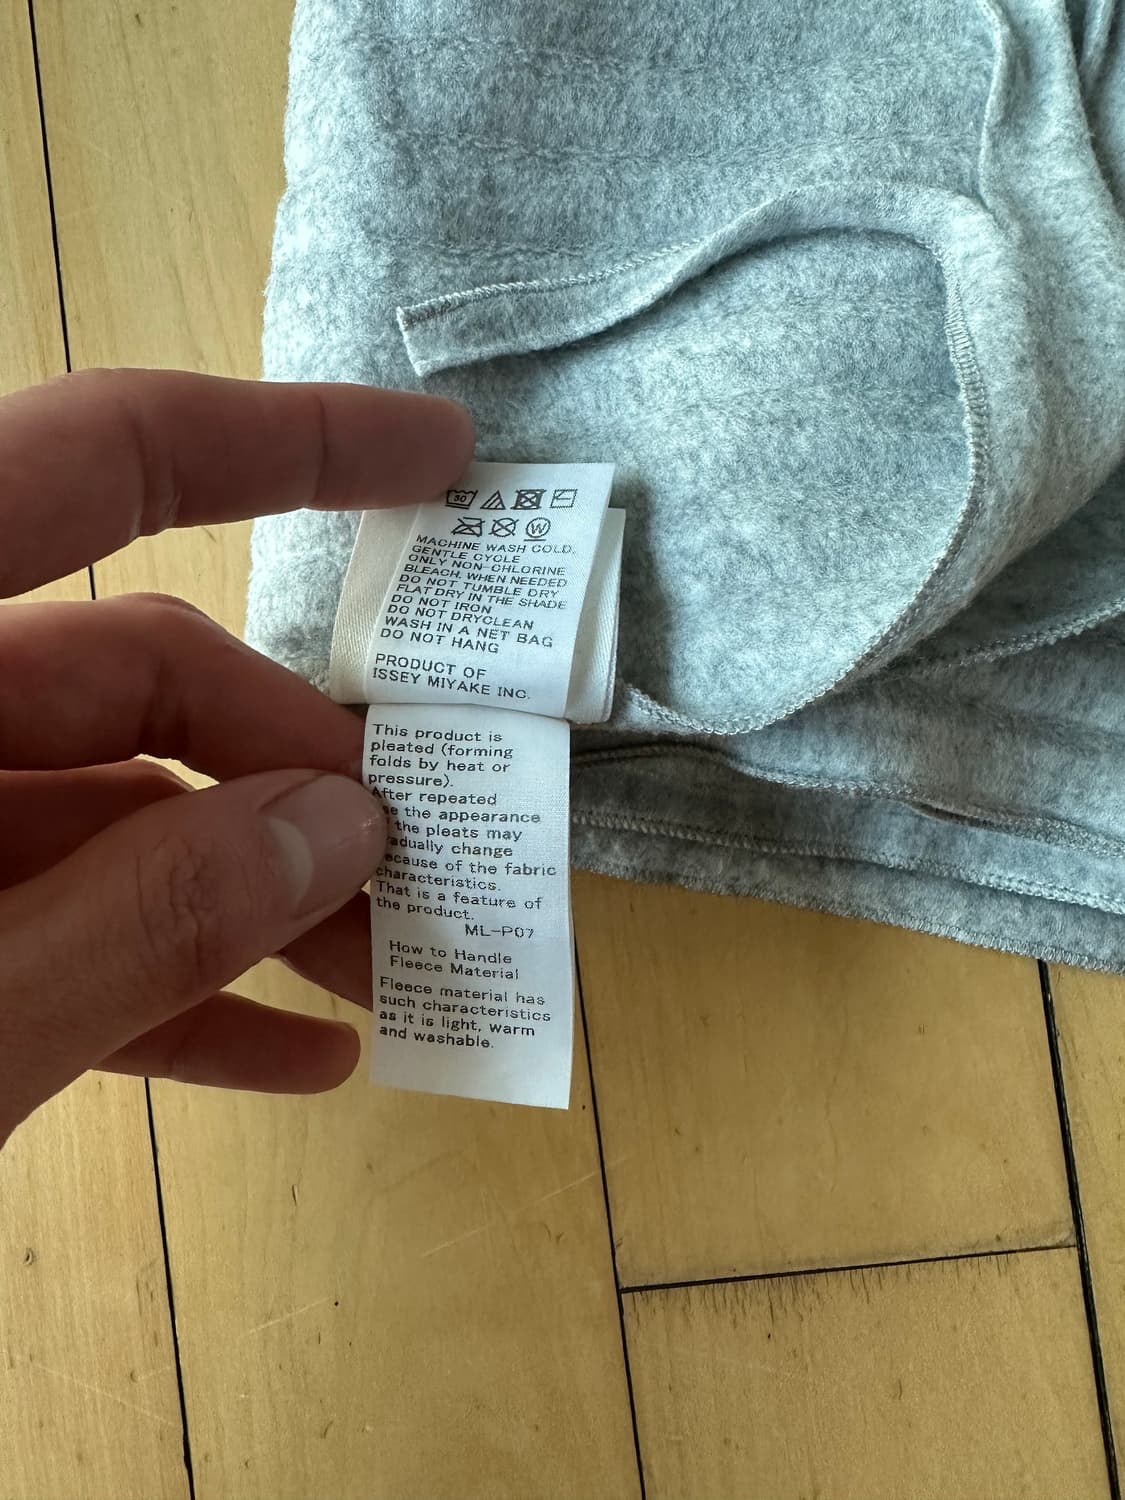 30
W
MACHINE WASH COLD,
GENTLE CYCLE
ONLY NON-CHLORINE
BLEACH, WHEN NEEDED
DO NOT TUMBLE DRY
FLAT DRY IN THE SHADE
DO NOT IRON
DO NOT DRYCLEAN
WASH IN A NET BAG
DO NOT HANG
PRODUCT OF
ISSEY MIYAKE INC.
This product is
pleated (forming
folds by heat or
pressure).
After repeated
the appearance
the pleats may
gradually change
because of the fabric
characteristics.
That is a feature of
the product.
ML-P07
How to Handle
Fleece Material
Fleece material has
such characteristics
as it is light, warm
and washable.